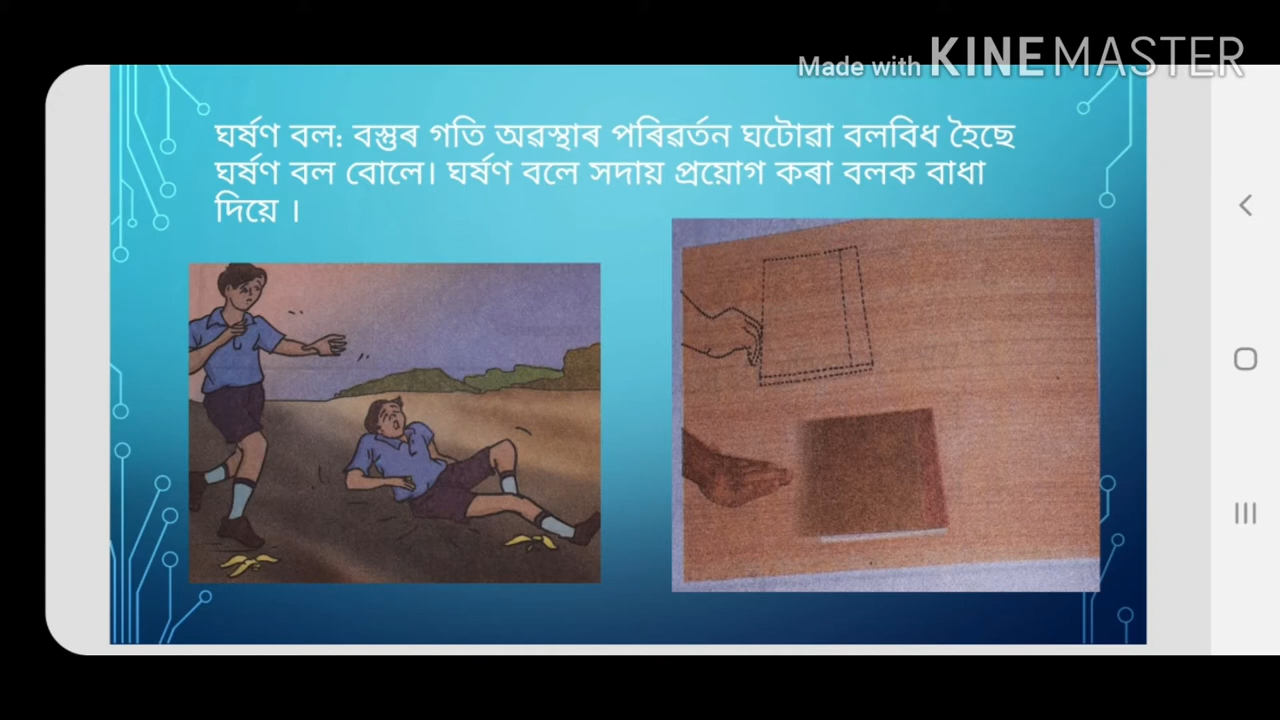 Made with KINEMASTER
ঘৰ্ষণ বল: বস্তুৰ গতি অৱস্থাৰ পৰিৱৰ্তন ঘটোৱা বলবিধ হৈছে
ঘৰ্ষণ বল বোলে। ঘৰ্ষণ বলে সদায় প্ৰয়োগ কৰা বলক বাধা
দিয়ে ।